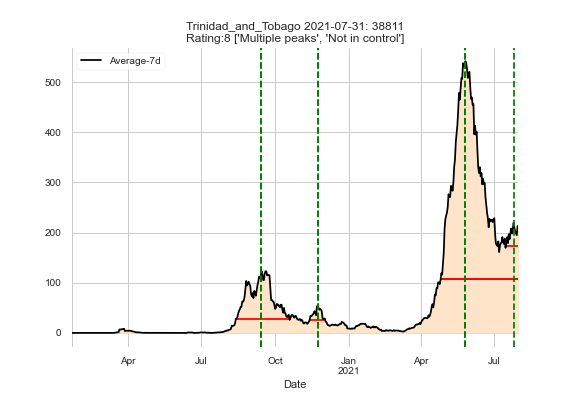 Trinidad_and_Tobago 2021-07-31: 38811
Rating:8 ['Multiple peaks', 'Not in control']
Average-7d
500
400
300
200
100
0
Apr Jul Oct Jan Apr Jul
2021
Date